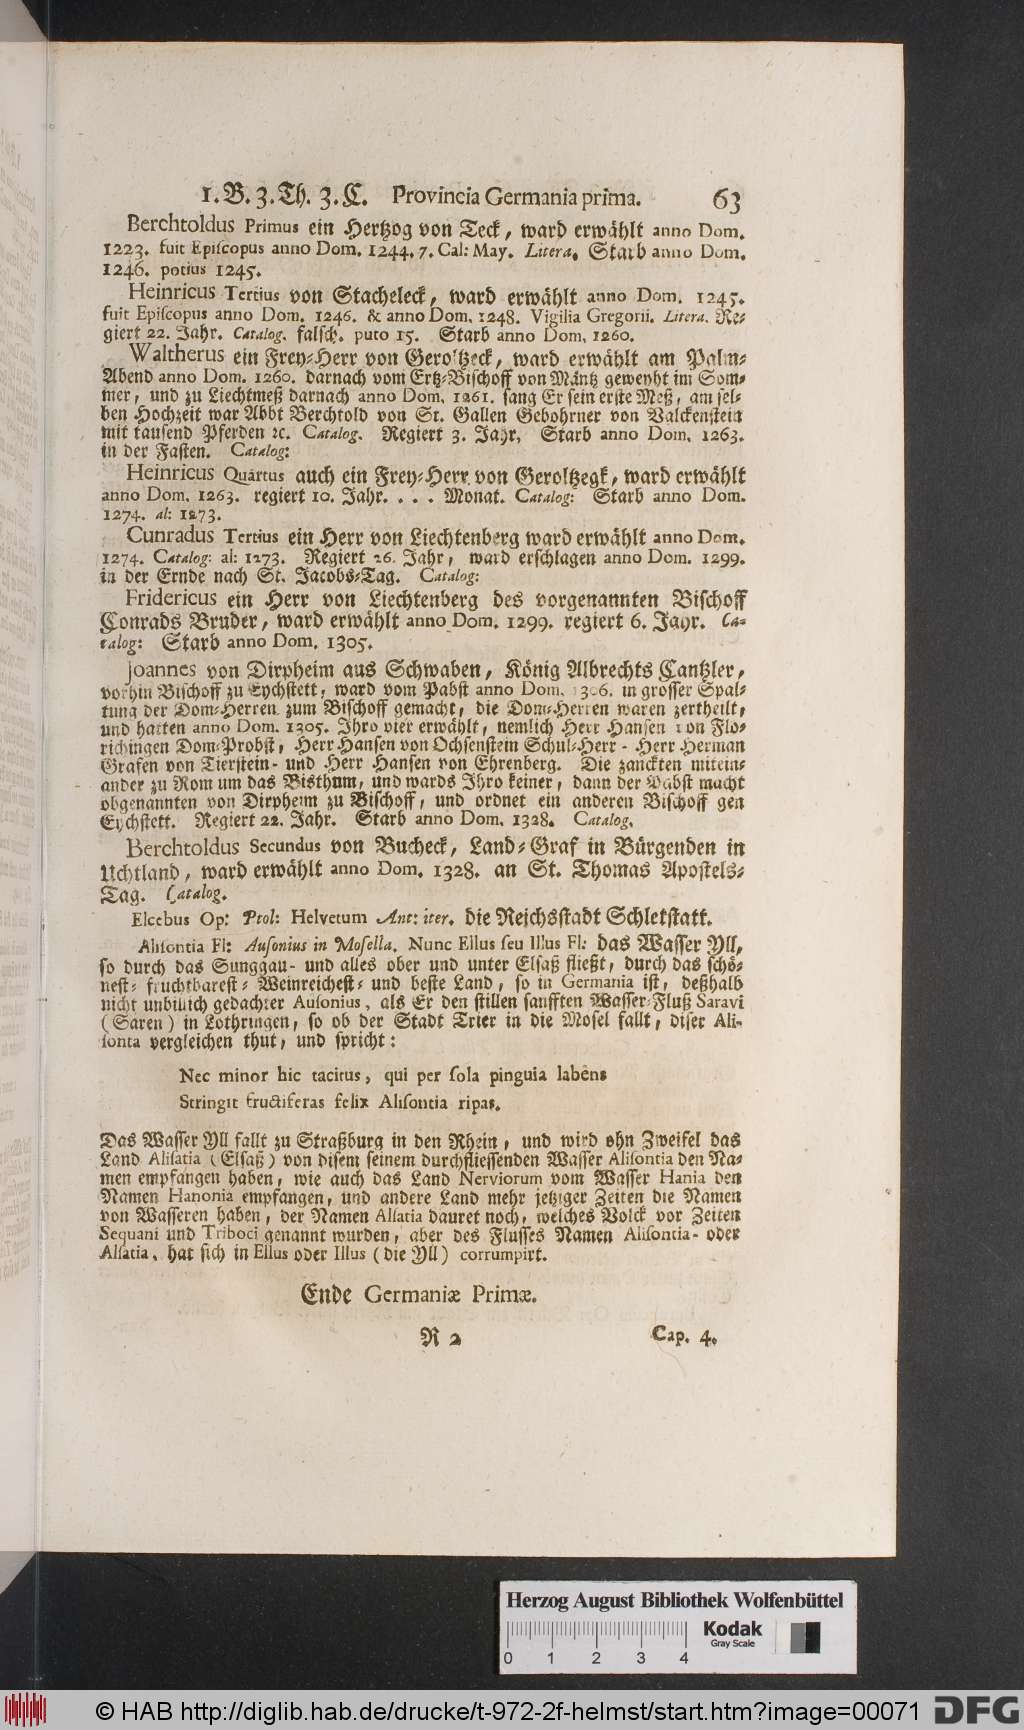 1. B. 3. Th. 3. C. Provincia Germania prima. 63
Berchtoldus Primus ein Hertzog von Teck, ward erwählt anno Dom.
1223. fuit Episcopus anno Dom. 1244. 7. Cal: May. Litera. Starb anno Dom.
1246. potius 1245.
Heinricus Tertius von Stacheleck, ward erwählt anno Dom. 1245.
fuit Episcopus anno Dom. 1246. & anno Dom. 1248. Vigilia Gregorii. Litera. Re-
giert 22. Jahr. Catalog. falsch. puto 15. Starb anno Dom. 1260.
Waltherus ein Frey-Herr von Geroltzeck, ward erwählt am Palm-
Abend anno Dom. 1260. darnach vom Ertz-Bischoff von Mäntz geweyht im Som-
mer, und zu Liechtmeß darnach anno Dom. 1261. sang Er sein erste Meß, am sel-
ben Hochzeit war Abbt Berchtold von St. Gallen Gebohrner von Valckenstein
mit tausend Pferden ꝛc. Catalog. Regiert 3. Jahr, Starb anno Dom. 1263.
in der Fasten. Catalog:
Heinricus Quartus auch ein Frey-Herr von Geroltzegk, ward erwählt
anno Dom. 1263. regiert 10. Jahr. . . . Monat. Catalog: Starb anno Dom.
1274. al: 1273.
Cunradus Tertius ein Herr von Liechtenberg ward erwählt anno Dom.
1274. Catalog: al: 1273. Regiert 26. Jahr, ward erschlagen anno Dom. 1299.
in der Ernde nach St. Jacobs-Tag. Catalog:
Fridericus ein Herr von Liechtenberg des vorgenannten Bischoff
Conrads Bruder, ward erwählt anno Dom. 1299. regiert 6. Jahr. Ca-
talog: Starb anno Dom. 1305.
Joannes von Dirpheim aus Schwaben, König Albrechts Cantzler,
vorhin Bischoff zu Eychstett, ward vom Pabst anno Dom. 1306. in grosser Spal-
tung der Dom-Herren zum Bischoff gemacht, die Dom-Herren waren zertheilt,
und hatten anno Dom. 1305. Ihro vier erwählt, nemlich Herr Hansen von Flo-
richingen Dom-Probst, Herr Hansen von Ochsenstein Schul-Herr - Herr Herman
Grafen von Tierstein- und Herr Hansen von Ehrenberg. Die zanckten mitein-
ander zu Rom um das Bisthum, und wards Ihro keiner, dann der Pabst macht
obgenannten von Dirpheim zu Bischoff, und ordnet ein anderen Bischoff gen
Eychstett. Regiert 22. Jahr. Starb anno Dom. 1328. Catalog.
Berchtoldus Secundus von Bucheck, Land-Graf in Bürgenden in
Uchtland, ward erwählt anno Dom. 1328. an St. Thomas Apostels-
Tag. Catalog.
Elcebus Op: Ptol: Helvetum Ant: iter. die Reichsstadt Schletstatt.
Alisontia Fl: Ausonius in Mosella. Nunc Ellus seu Illus Fl: das Wasser Yll,
so durch das Sunggau- und alles ober und unter Elsaß fließt, durch das schö-
nest- fruchtbarest- Weinreichest- und beste Land, so in Germania ist, deßhalb
nicht unbillich gedachter Ausonius, als Er den stillen sanfften Wasser-Fluß Saravi
(Saren) in Lothringen, so ob der Stadt Trier in die Mosel fallt, diser Ali-
sonta vergleichen thut, und spricht:
Nec minor hic tacitus, qui per sola pinguia labens
Stringit fructiferas felix Alisontia ripas.
Das Wasser Yll fallt zu Straßburg in den Rhein, und wird ohn Zweifel das
Land Alisatia (Elsaß) von disem seinem durchfliessenden Wasser Alisontia den Na-
men empfangen haben, wie auch das Land Nerviorum vom Wasser Hania den
Namen Hanonia empfangen, und andere Land mehr jetziger Zeiten die Namen
von Wasseren haben, der Namen Alsatia dauret noch, welches Volck vor Zeiten
Sequani und Triboci genannt wurden, aber des Flusses Namen Alisontia- oder
Alsatia, hat sich in Ellus oder Illus (die Yll) corrumpirt.
Ende Germaniæ Primæ.
R 2 Cap. 4.
Herzog August Bibliothek Wolfenbüttel
Kodak
Gray Scale
0 1 2 3 4
© HAB http://diglib.hab.de/drucke/t-972-2f-helmst/start.htm?image=00071 DFG